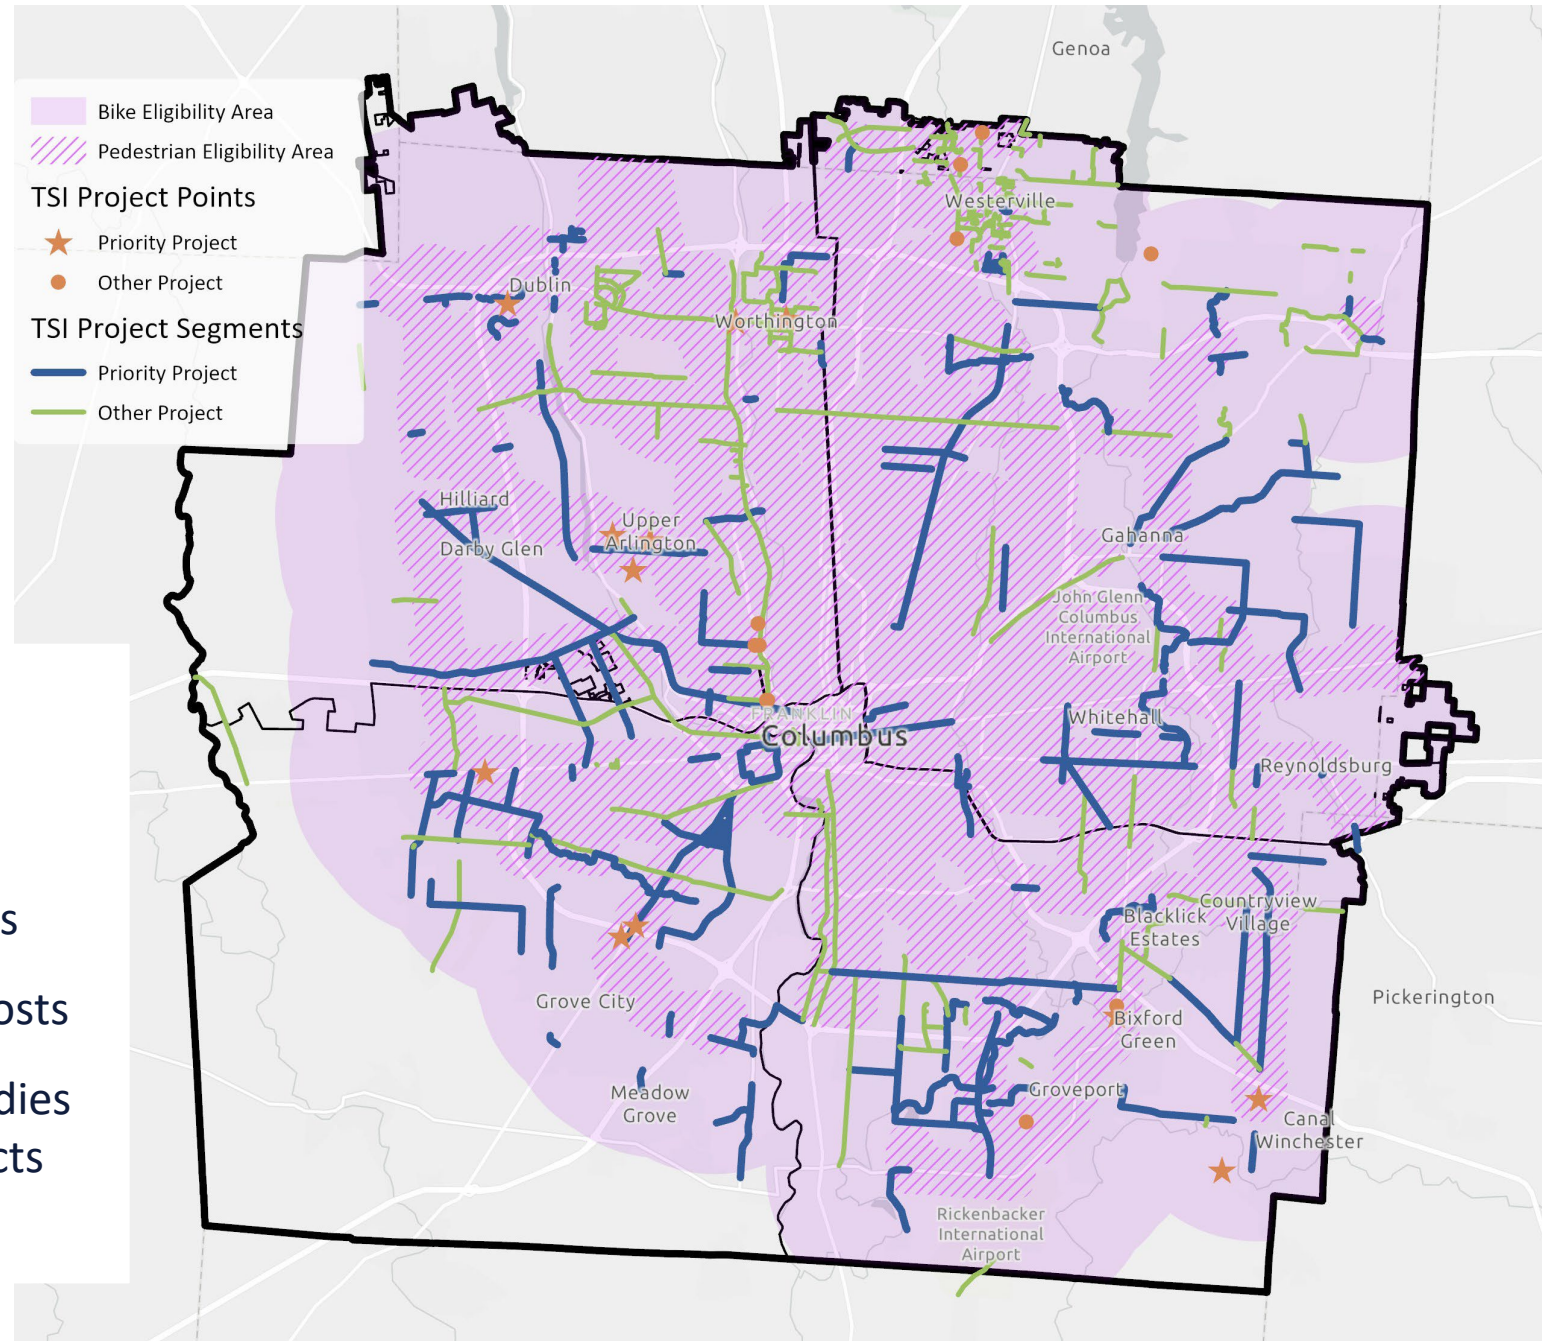 Genoa
Bike Eligibility Area
Pedestrian Eligibility Area
TSI Project Points
Priority Project
Other Project
TSI Project Segments
Priority Project
Other Project
Westerville
Dublin
Worthington
Hilliard
Upper
Arlington
Darby Glen
Gahanna
John Glenn
Columbus
International
Airport
FRANKLIN
Columbus
Whitehall
Reynoldsburg
s
osts
dies
cts
Countryview
Village
Blacklick
Estates
Grove City
Pickerington
Bixford
Green
Meadow
Grove
Groveport
Canal
Winchester
Rickenbacker
International
Airport